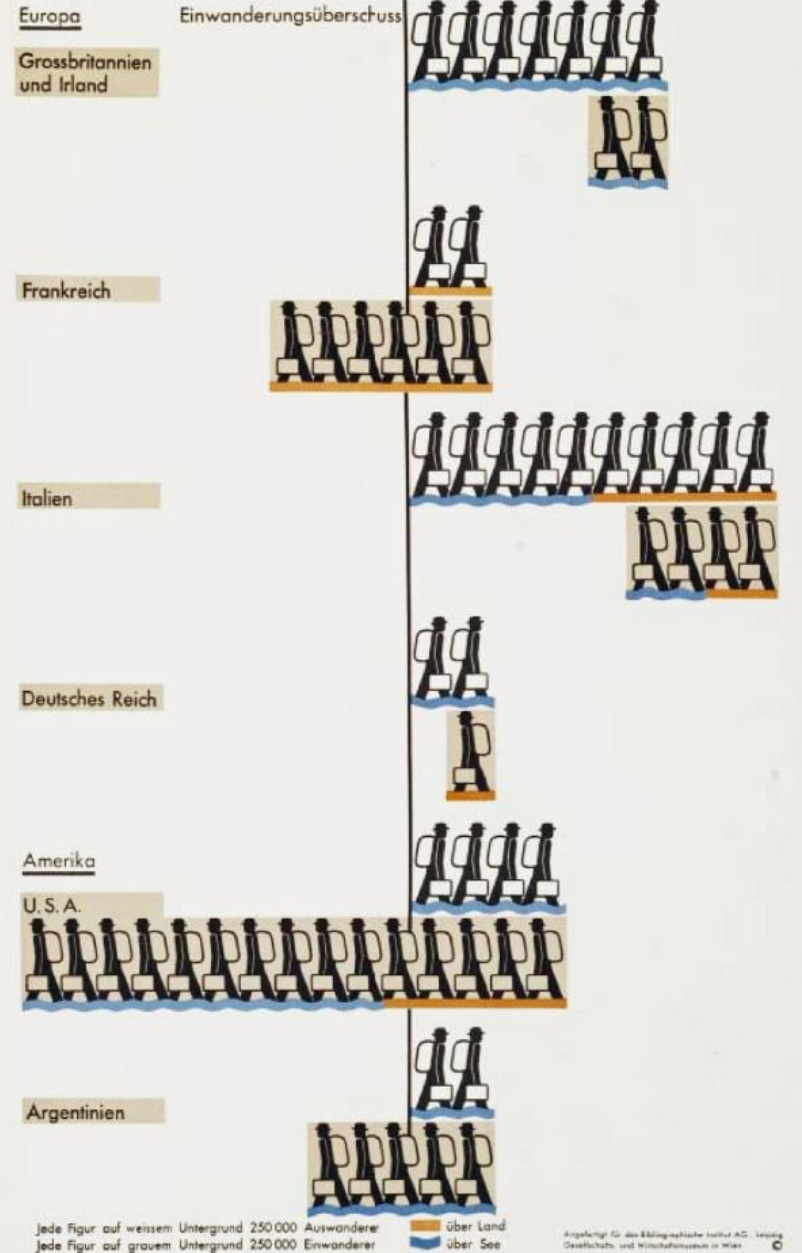 Europa
Einwanderungsüberschuss
Grossbritannien
und Irland
Frankreich
Italien
Deutsches Reich
Amerika
U. S. A.
Argentinien
Jede Figur auf weissem Untergrund 250 000 Auswanderer
Jede Figur auf grauem Untergrund 250 000 Einwanderer
über Land
über See
Angefertigt für das Bibliographische Institut AG., Leipzig
Gesellschafts- und Wirtschaftsmuseum in Wien
©